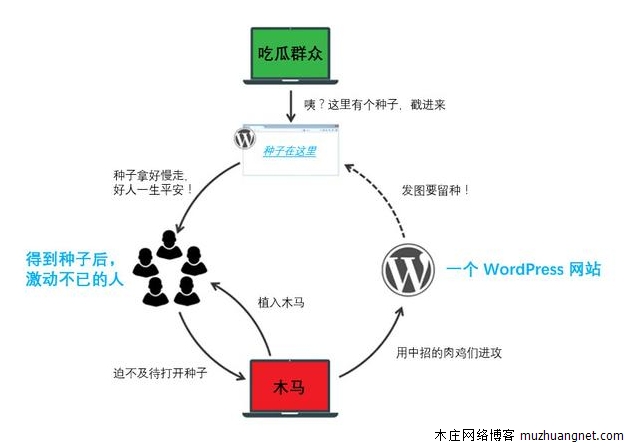 吃瓜群众
咦?这里有个种子,戳进来
种子在这里
种子拿好慢走,
好人一生平安!
发图要留种!
得到种子后,
激动不已的人
一个 WordPress 网站
植入木马
迫不及待打开种子
用中招的肉鸡们进攻
木马
木庄网络博客 muzhuangnet.com